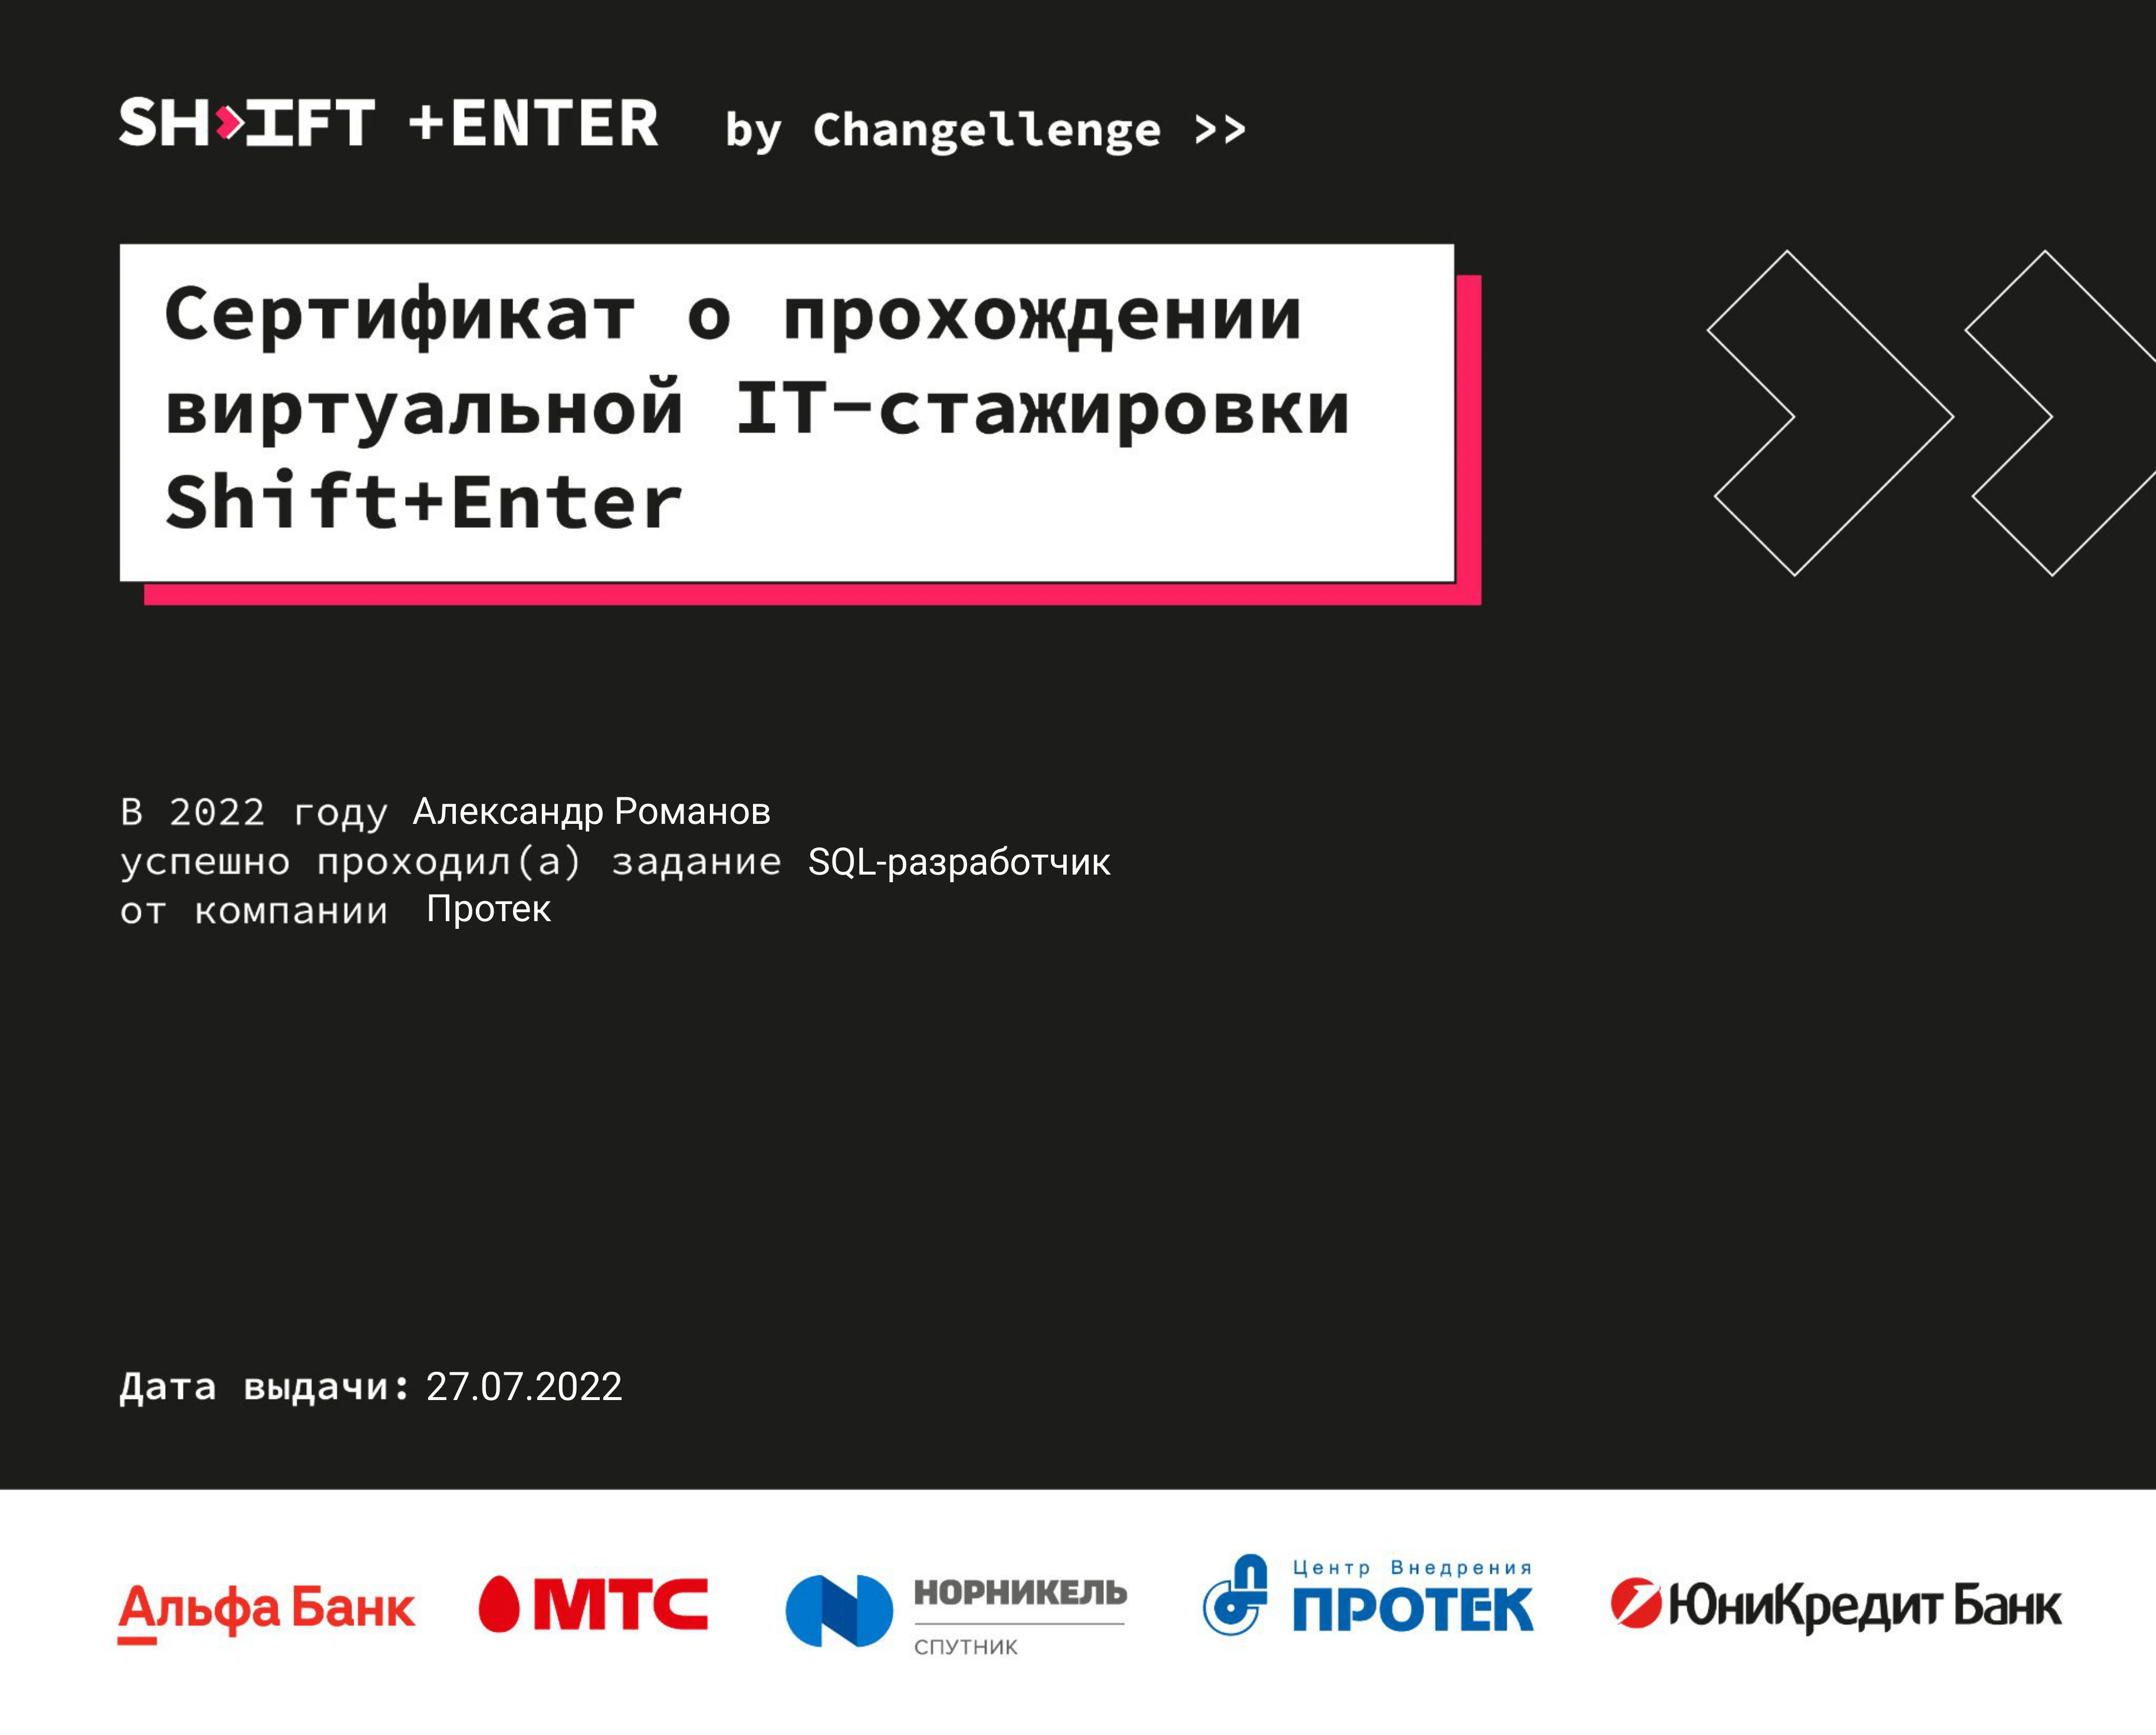 SHIFT +ENTER by Changellenge >>
Сертификат о прохождении
виртуальной IT-стажировки
Shift+Enter
В 2022 году Александр Романов
успешно проходил(а) задание SQL-разработчик
от компании Протек
Дата выдачи: 27.07.2022
Альфа Банк
МТС
НОРНИКЕЛЬ
СПУТНИК
Центр Внедрения
ПРОТЕК
ЮниКредит Банк